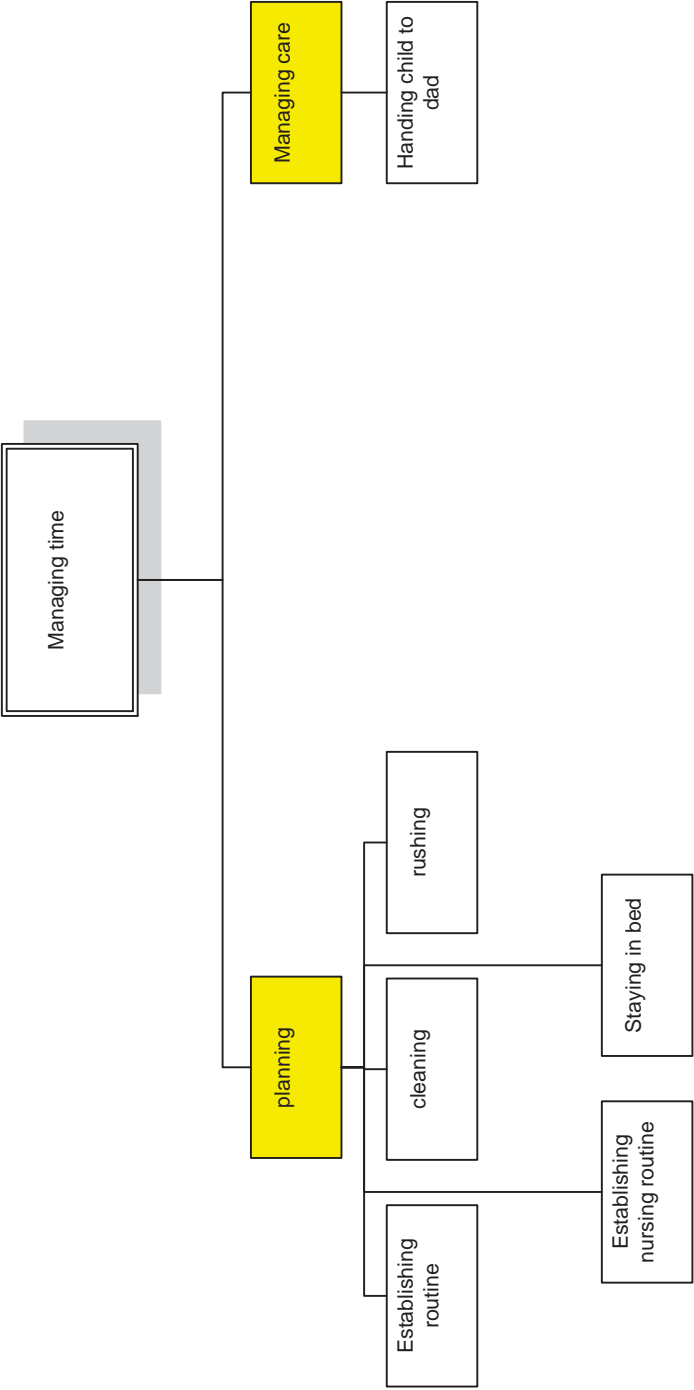 Managing time
planning
Managing care
Establishing
routine
cleaning
rushing
Handing child to
dad
Establishing
nursing routine
Staying in bed